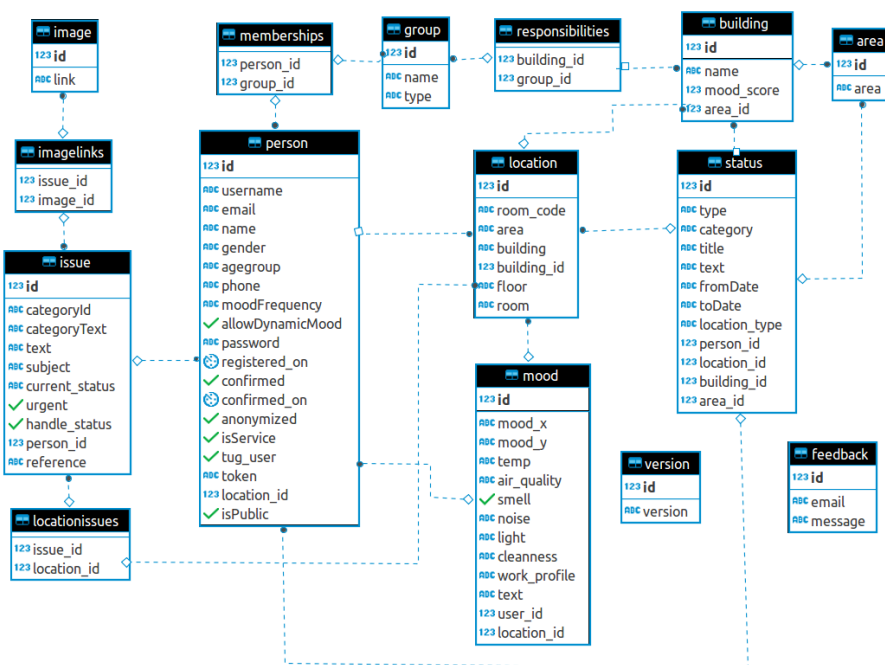 image
123 id
ABC link
memberships
123 person_id
123 group_id
group
123 id
ABC name
ABC type
responsibilities
123 building_id
123 group_id
building
123 id
ABC name
123 mood_score
123 area_id
area
123 id
ABC area
imagelinks
123 issue_id
123 image_id
person
123 id
ABC username
ABC email
ABC name
ABC gender
ABC agegroup
ABC phone
ABC moodFrequency
allowDynamicMood
ABC password
registered_on
confirmed
confirmed_on
anonymized
isService
tug_user
ABC token
123 location_id
isPublic
location
123 id
ABC room_code
ABC area
ABC building
123 building_id
ABC floor
ABC room
status
123 id
ABC type
ABC category
ABC title
ABC text
ABC fromDate
ABC toDate
ABC location_type
123 person_id
123 location_id
123 building_id
123 area_id
issue
123 id
ABC categoryId
ABC categoryText
ABC text
ABC subject
ABC current_status
urgent
handle_status
123 person_id
ABC reference
mood
123 id
ABC mood_x
ABC mood_y
ABC temp
ABC air_quality
smell
ABC noise
ABC light
ABC cleanness
ABC work_profile
ABC text
123 user_id
123 location_id
version
123 id
ABC version
feedback
123 id
ABC email
ABC message
locationissues
123 issue_id
123 location_id